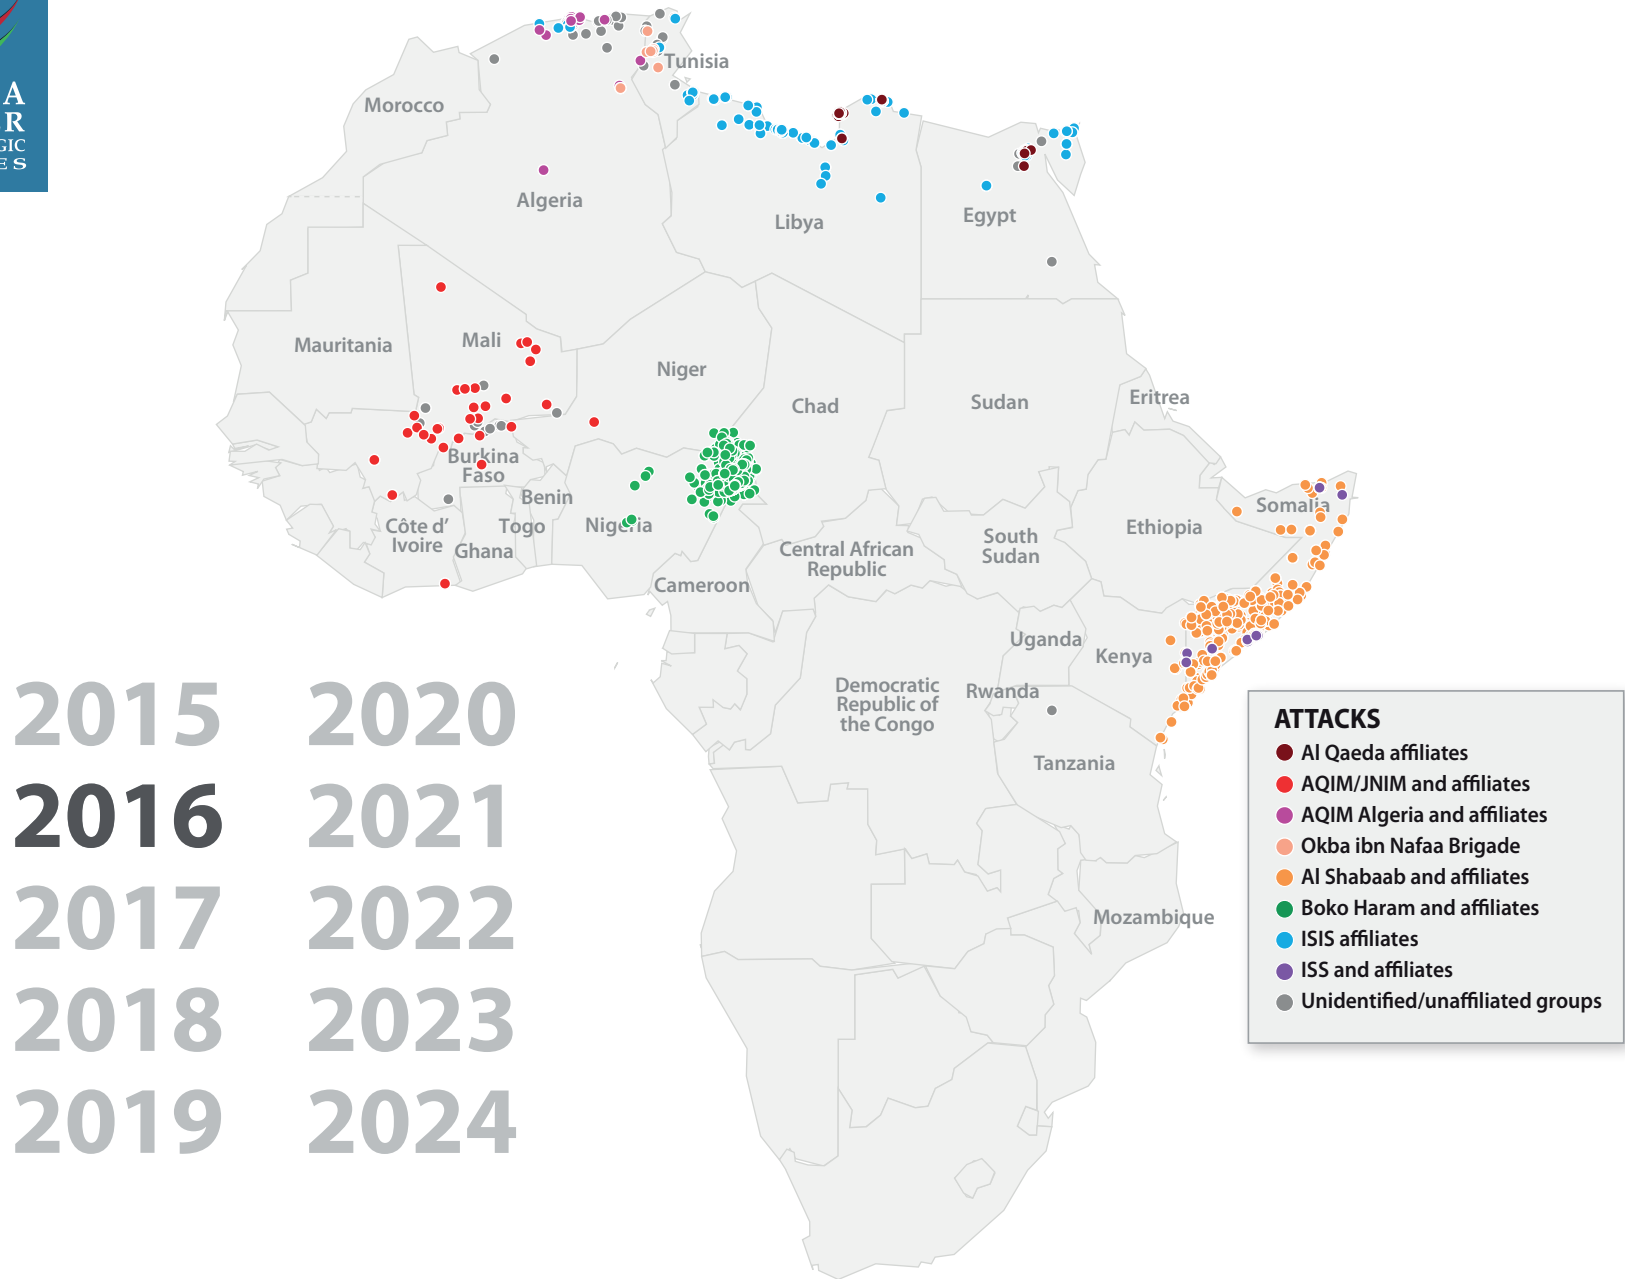 A
ER
GIC
ES
Tunisia
Morocco
Algeria
Libya
Egypt
Mauritania
Mali
Niger
Chad
Sudan
Eritrea
Burkina
Faso
Benin
Togo
Nigeria
Côte d'
Ivoire
Ghana
Cameroon
Central African
Republic
South
Sudan
Ethiopia
Somalia
Uganda
Kenya
Rwanda
Democratic
Republic of
the Congo
Tanzania
Mozambique
2015 2020
2016 2021
2017 2022
2018 2023
2019 2024
ATTACKS
Al Qaeda affiliates
AQIM/JNIM and affiliates
AQIM Algeria and affiliates
Okba ibn Nafaa Brigade
Al Shabaab and affiliates
Boko Haram and affiliates
ISIS affiliates
ISS and affiliates
Unidentified/unaffiliated groups